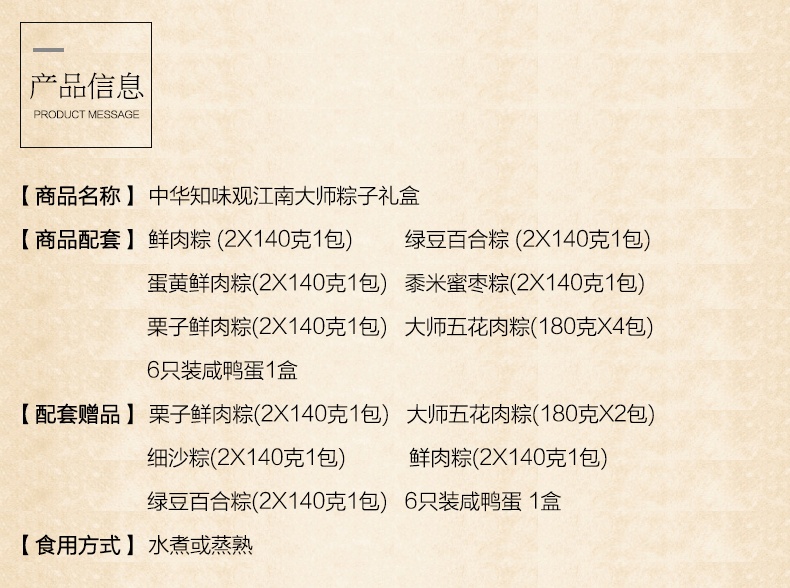 产品信息
PRODUCT MESSAGE
【商品名称】中华知味观江南大师粽子礼盒
【商品配套】鲜肉粽 (2X140克1包) 绿豆百合粽 (2X140克1包)
蛋黄鲜肉粽(2X140克1包) 黍米蜜枣粽(2X140克1包)
栗子鲜肉粽(2X140克1包) 大师五花肉粽(180克X4包)
6只装咸鸭蛋1盒
【配套赠品】栗子鲜肉粽(2X140克1包) 大师五花肉粽(180克X2包)
细沙粽(2X140克1包) 鲜肉粽(2X140克1包)
绿豆百合粽(2X140克1包) 6只装咸鸭蛋 1盒
【食用方式】水煮或蒸熟